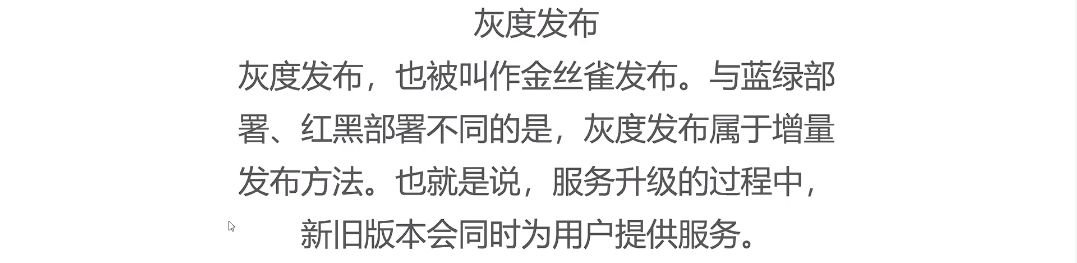 灰度发布
灰度发布，也被叫作金丝雀发布。与蓝绿部
署、红黑部署不同的是，灰度发布属于增量
发布方法。也就是说，服务升级的过程中，
新旧版本会同时为用户提供服务。